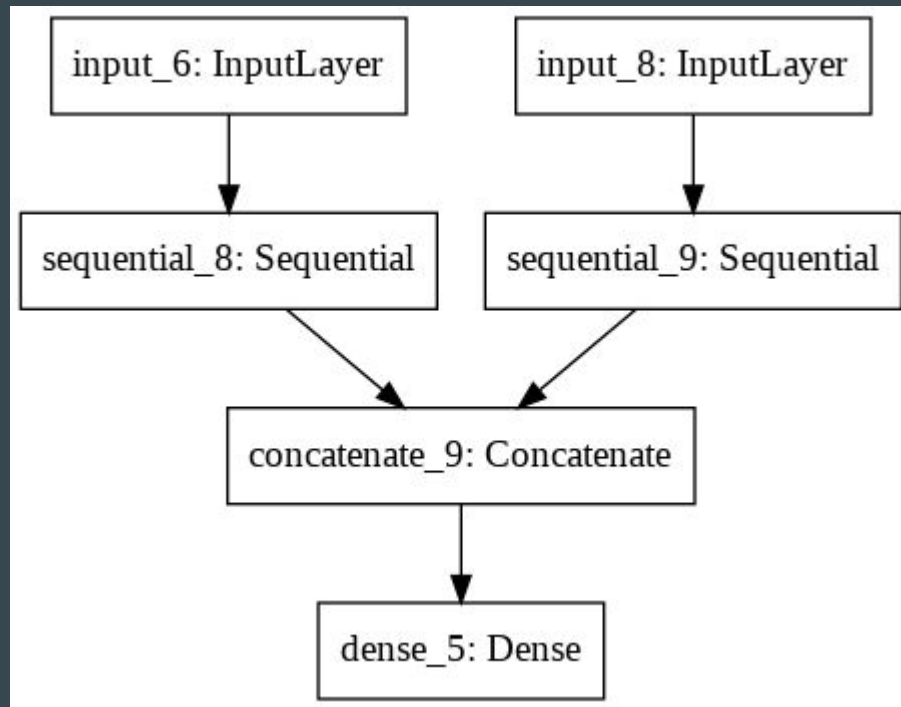 input_6: InputLayer
input_8: InputLayer
sequential_8: Sequential
sequential_9: Sequential
concatenate_9: Concatenate
dense_5: Dense